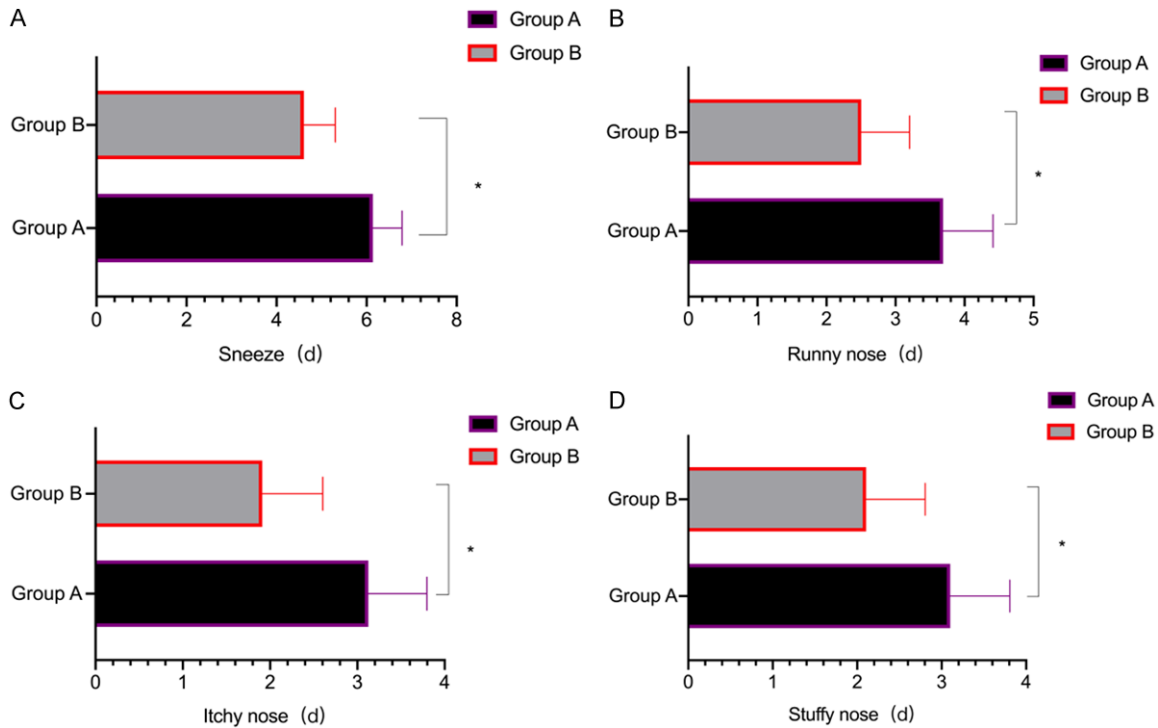 A
Group A
Group B
Group B
*
Group A
0 2 4 6 8
Sneeze (d)
B
Group A
Group B
Group B
*
Group A
0 1 2 3 4 5
Runny nose (d)
C
Group A
Group B
Group B
*
Group A
0 1 2 3 4
Itchy nose (d)
D
Group A
Group B
Group B
*
Group A
0 1 2 3 4
Stuffy nose (d)